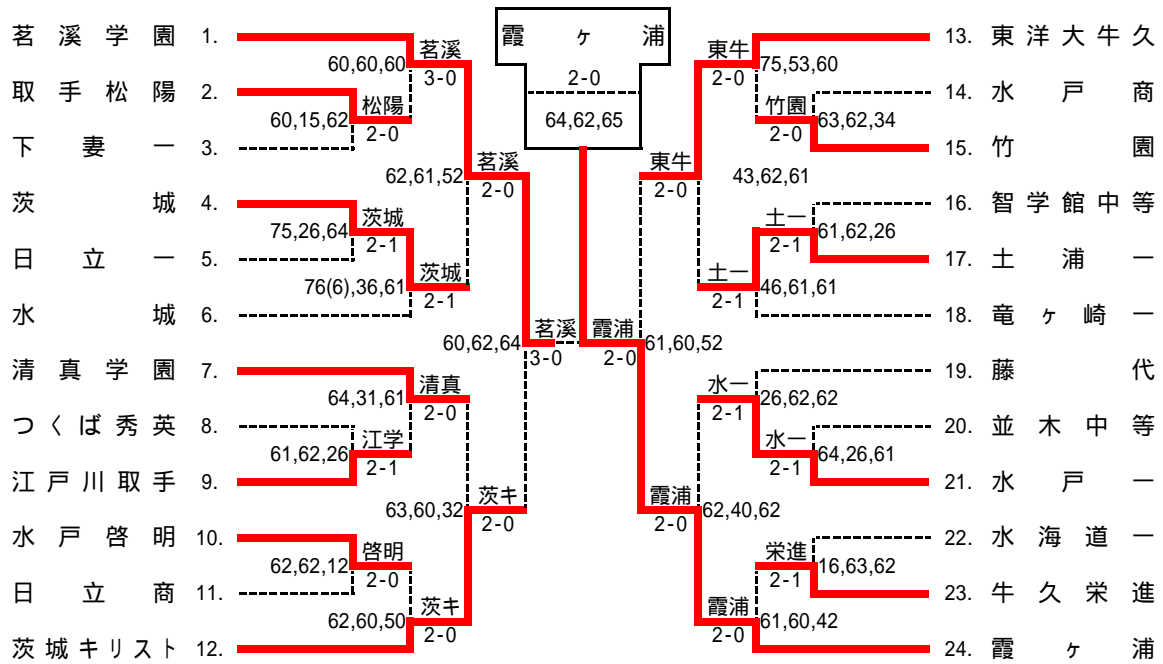 霞ヶ浦
2-0
64,62,65
茗溪学園 1.
取手松陽 2.
下妻一 3.
茨城 4.
日立一 5.
水城 6.
清真学園 7.
つくば秀英 8.
江戸川取手 9.
水戸啓明 10.
日立商 11.
茨城キリスト 12.
茗溪
60,60,60
3-0
松陽
60,15,62
2-0
茗溪
62,61,52
2-0
茨城
75,26,64
2-1
茨城
76(6),36,61
2-1
茗溪
60,62,64
3-0
清真
64,31,61
2-0
江学
61,62,26
2-1
茨キ
63,60,32
2-0
啓明
62,62,12
2-0
茨キ
62,60,50
2-0
霞浦
61,60,52
2-0
東牛
75,53,60
2-0
竹園
63,62,34
2-0
東牛
43,62,61
2-0
土一
61,62,26
2-1
土一
46,61,61
2-1
水一
26,62,62
2-1
水一
64,26,61
2-1
霞浦
62,40,62
2-0
栄進
16,63,62
2-1
霞浦
61,60,42
2-0
13. 東洋大牛久
14. 水戸商
15. 竹園
16. 智学館中等
17. 土浦一
18. 竜ヶ崎一
19. 藤代
20. 並木中等
21. 水戸一
22. 水海道一
23. 牛久栄進
24. 霞ヶ浦